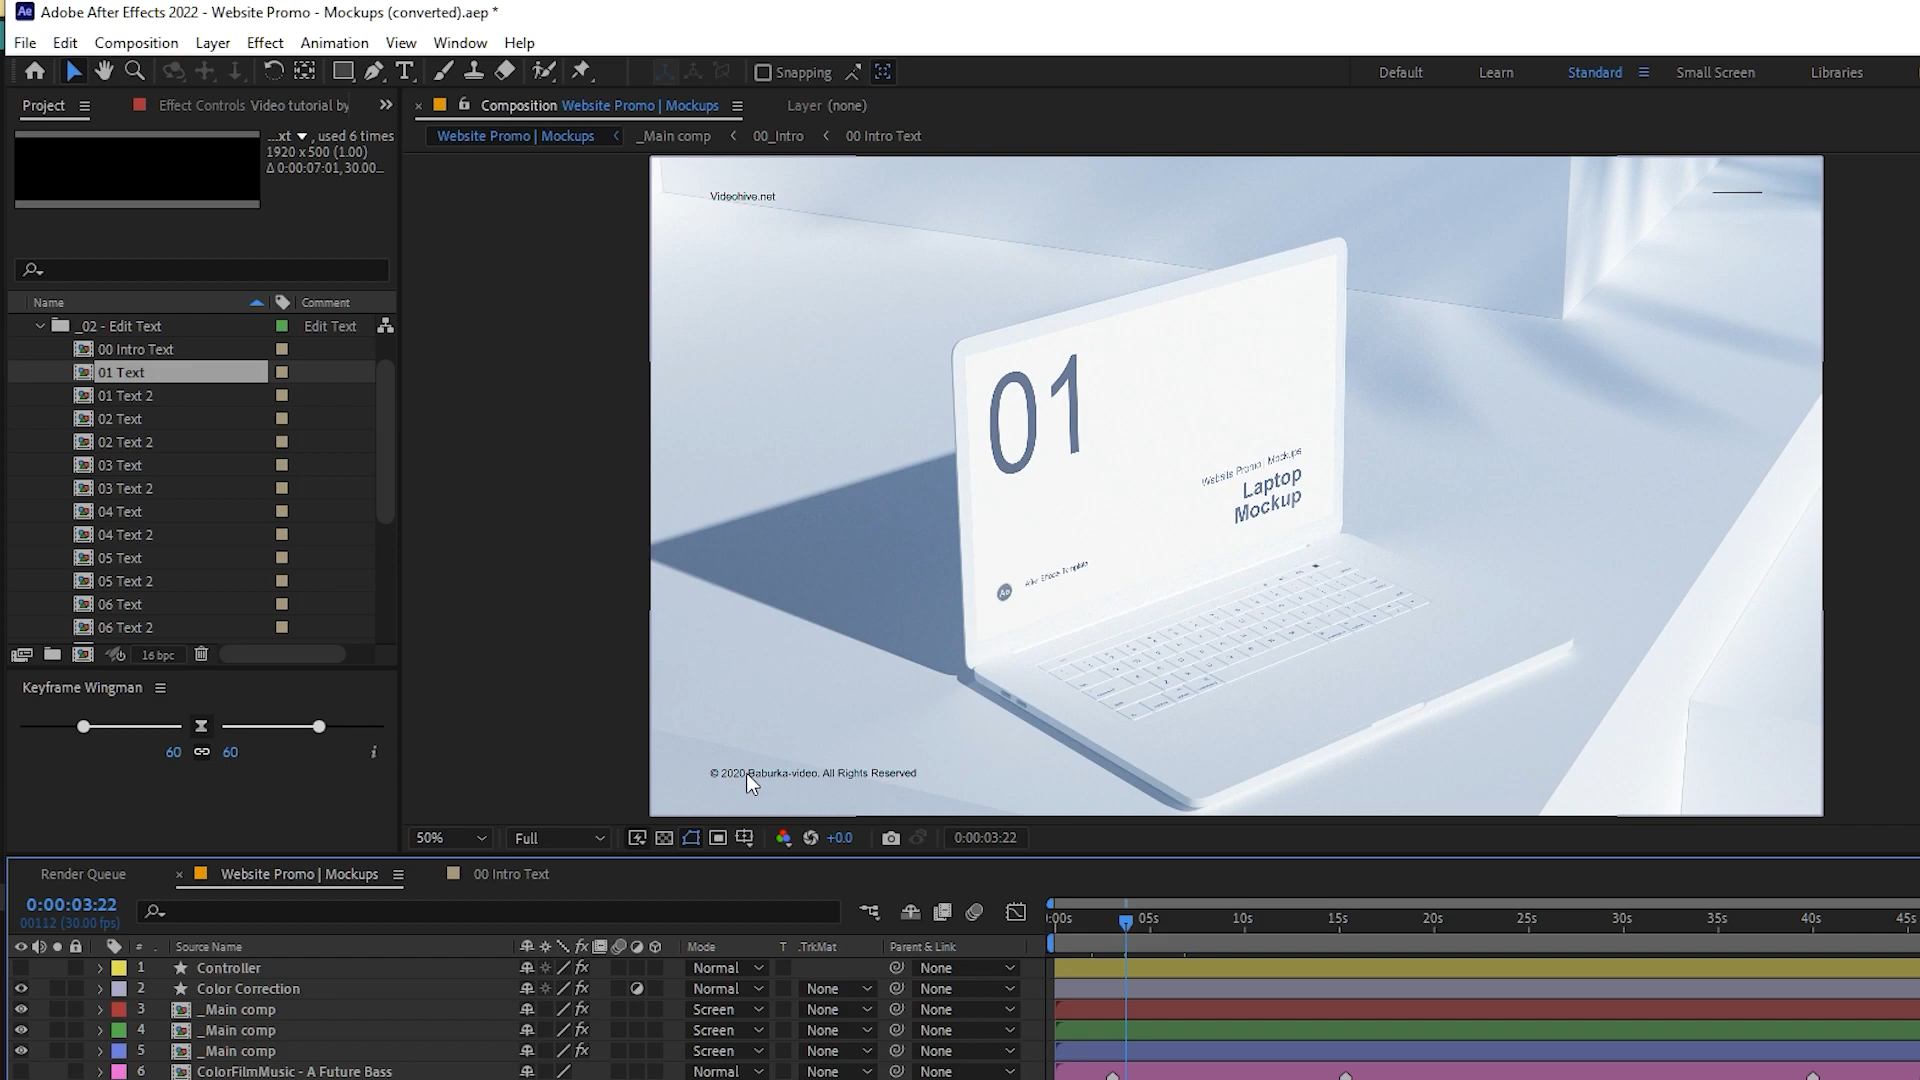 Ae Adobe After Effects 2022 - Website Promo - Mockups (converted).aep *
File Edit Composition Layer Effect Animation View Window Help
Snapping Default Learn Standard Small Screen Libraries
Project Effect Controls Video tutorial by Composition Website Promo | Mockups Layer (none)
Website Promo | Mockups _Main comp 00_Intro 00 Intro Text
...xt ▼, used 6 times
1920 x 500 (1.00)
Δ 0:00:07:01, 30.00...
Name Comment
_02 - Edit Text Edit Text
00 Intro Text
01 Text
01 Text 2
02 Text
02 Text 2
03 Text
03 Text 2
04 Text
04 Text 2
05 Text
05 Text 2
06 Text
06 Text 2
16 bpc
Keyframe Wingman
60 60
Videohive.net
01
Website Promo | Mockups
Laptop
Mockup
Ae After Effects Template
© 2020 Baburka-video. All Rights Reserved
50% Full +0.0 0:00:03:22
Render Queue Website Promo | Mockups 00 Intro Text
0:00:03:22
00112 (30.00 fps)
:00s 05s 10s 15s 20s 25s 30s 35s 40s 45s
# Source Name Mode T .TrkMat Parent & Link
1 Controller Normal None
2 Color Correction Normal None None
3 _Main comp Screen None None
4 _Main comp Screen None None
5 _Main comp Screen None None
6 ColorFilmMusic - A Future Bass Normal None None